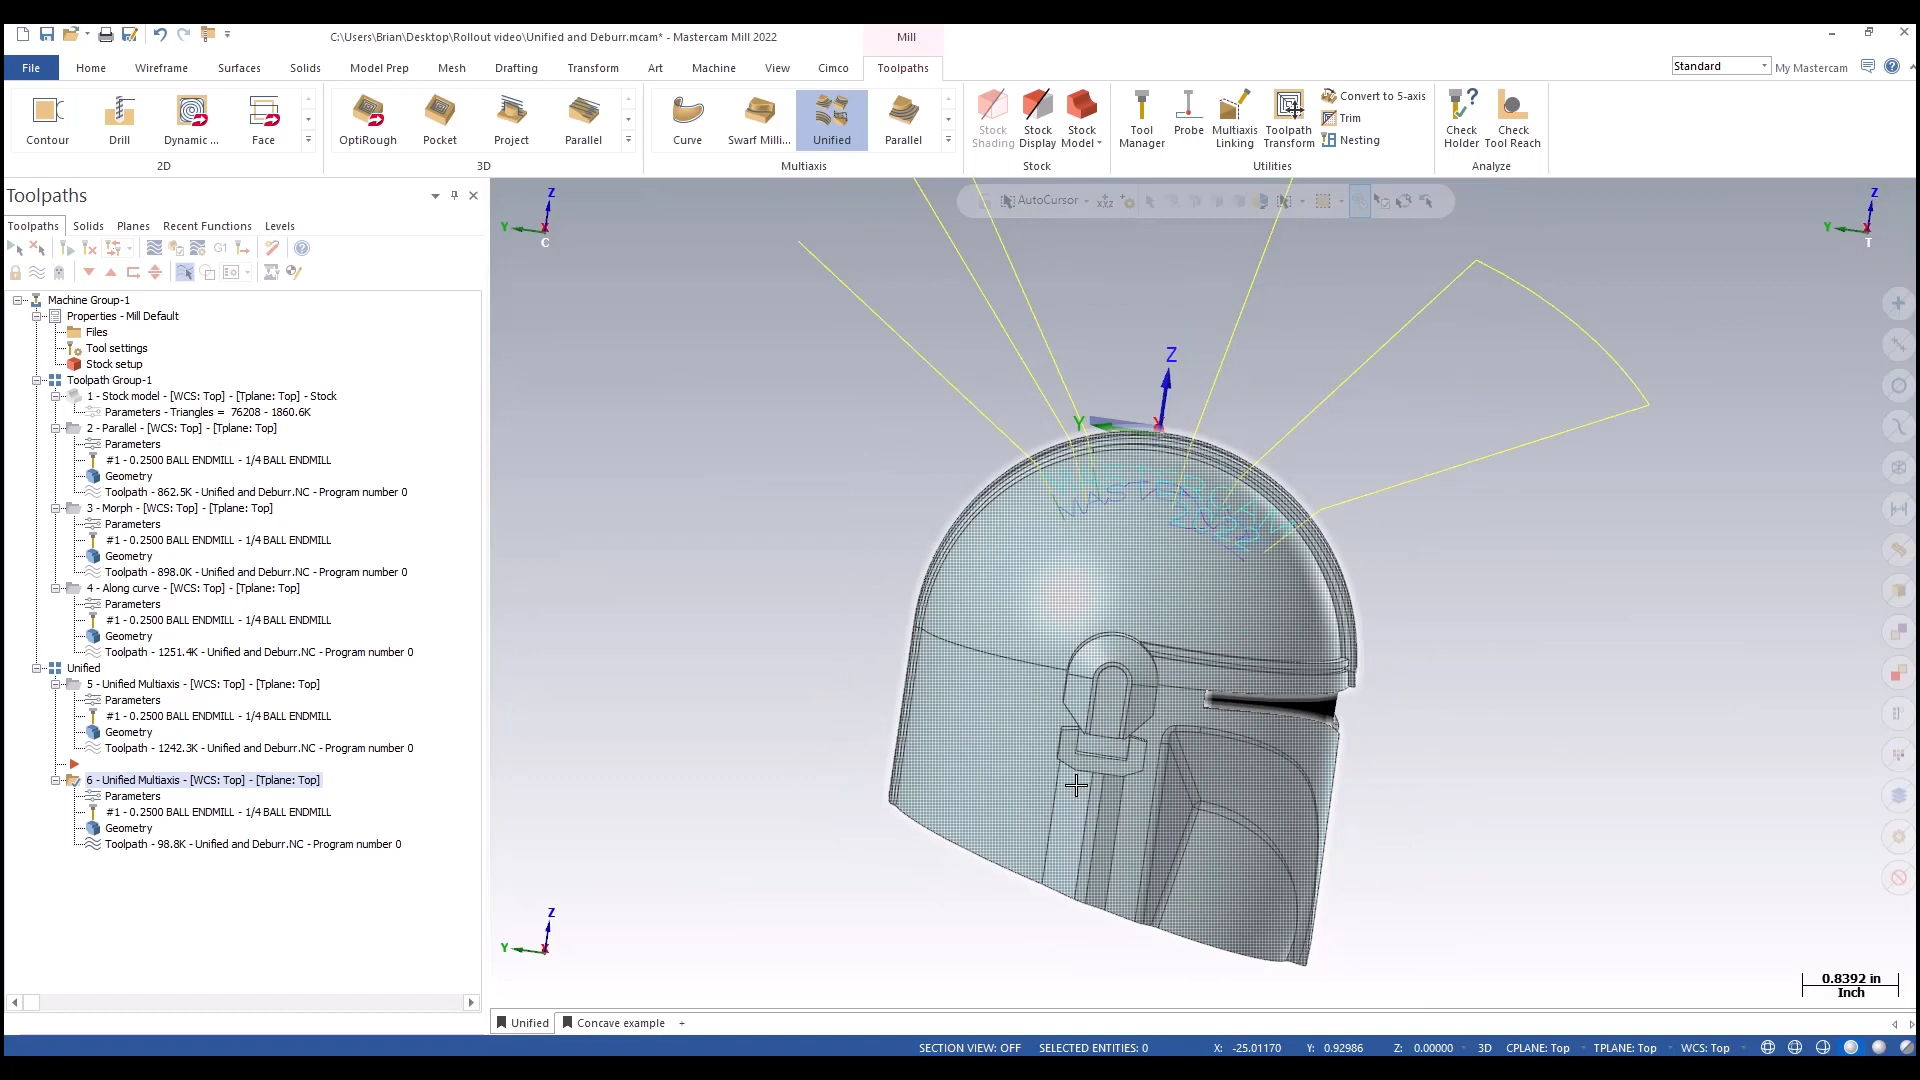 C:\Users\Brian\Desktop\Rollout video\Unified and Deburr.mcam* - Mastercam Mill 2022
Mill
File
Home
Wireframe
Surfaces
Solids
Model Prep
Mesh
Drafting
Transform
Art
Machine
View
Cimco
Toolpaths
Standard
My Mastercam
Contour
Drill
Dynamic ...
Face
2D
OptiRough
Pocket
Project
Parallel
3D
Curve
Swarf Milli...
Unified
Parallel
Multiaxis
Stock Shading
Stock Display
Stock Model
Stock
Tool Manager
Probe
Multiaxis Linking
Toolpath Transform
Convert to 5-axis
Trim
Nesting
Utilities
Check Holder
Check Tool Reach
Analyze
Toolpaths
Toolpaths
Solids
Planes
Recent Functions
Levels
G1
Machine Group-1
Properties - Mill Default
Files
Tool settings
Stock setup
Toolpath Group-1
1 - Stock model - [WCS: Top] - [Tplane: Top] - Stock
Parameters - Triangles = 76208 - 1860.6K
2 - Parallel - [WCS: Top] - [Tplane: Top]
Parameters
#1 - 0.2500 BALL ENDMILL - 1/4 BALL ENDMILL
Geometry
Toolpath - 862.5K - Unified and Deburr.NC - Program number 0
3 - Morph - [WCS: Top] - [Tplane: Top]
Parameters
#1 - 0.2500 BALL ENDMILL - 1/4 BALL ENDMILL
Geometry
Toolpath - 898.0K - Unified and Deburr.NC - Program number 0
4 - Along curve - [WCS: Top] - [Tplane: Top]
Parameters
#1 - 0.2500 BALL ENDMILL - 1/4 BALL ENDMILL
Geometry
Toolpath - 1251.4K - Unified and Deburr.NC - Program number 0
Unified
5 - Unified Multiaxis - [WCS: Top] - [Tplane: Top]
Parameters
#1 - 0.2500 BALL ENDMILL - 1/4 BALL ENDMILL
Geometry
Toolpath - 1242.3K - Unified and Deburr.NC - Program number 0
6 - Unified Multiaxis - [WCS: Top] - [Tplane: Top]
Parameters
#1 - 0.2500 BALL ENDMILL - 1/4 BALL ENDMILL
Geometry
Toolpath - 98.8K - Unified and Deburr.NC - Program number 0
AutoCursor
Z
Y
X
C
Z
Y
X
T
Z
Y
X
MASTERCAM
2022
Z
Y
X
0.8392 in
Inch
Unified
Concave example
+
SECTION VIEW: OFF
SELECTED ENTITIES: 0
X: -25.01170
Y: 0.92986
Z: 0.00000
3D
CPLANE: Top
TPLANE: Top
WCS: Top